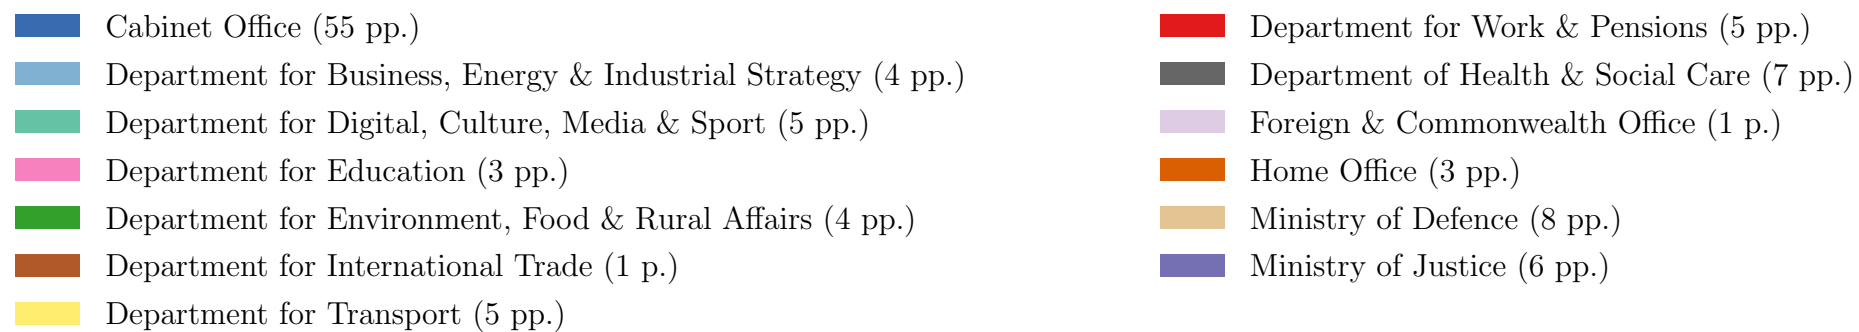 Cabinet Office (55 pp.)
Department for Business, Energy & Industrial Strategy (4 pp.)
Department for Digital, Culture, Media & Sport (5 pp.)
Department for Education (3 pp.)
Department for Environment, Food & Rural Affairs (4 pp.)
Department for International Trade (1 p.)
Department for Transport (5 pp.)
Department for Work & Pensions (5 pp.)
Department of Health & Social Care (7 pp.)
Foreign & Commonwealth Office (1 p.)
Home Office (3 pp.)
Ministry of Defence (8 pp.)
Ministry of Justice (6 pp.)